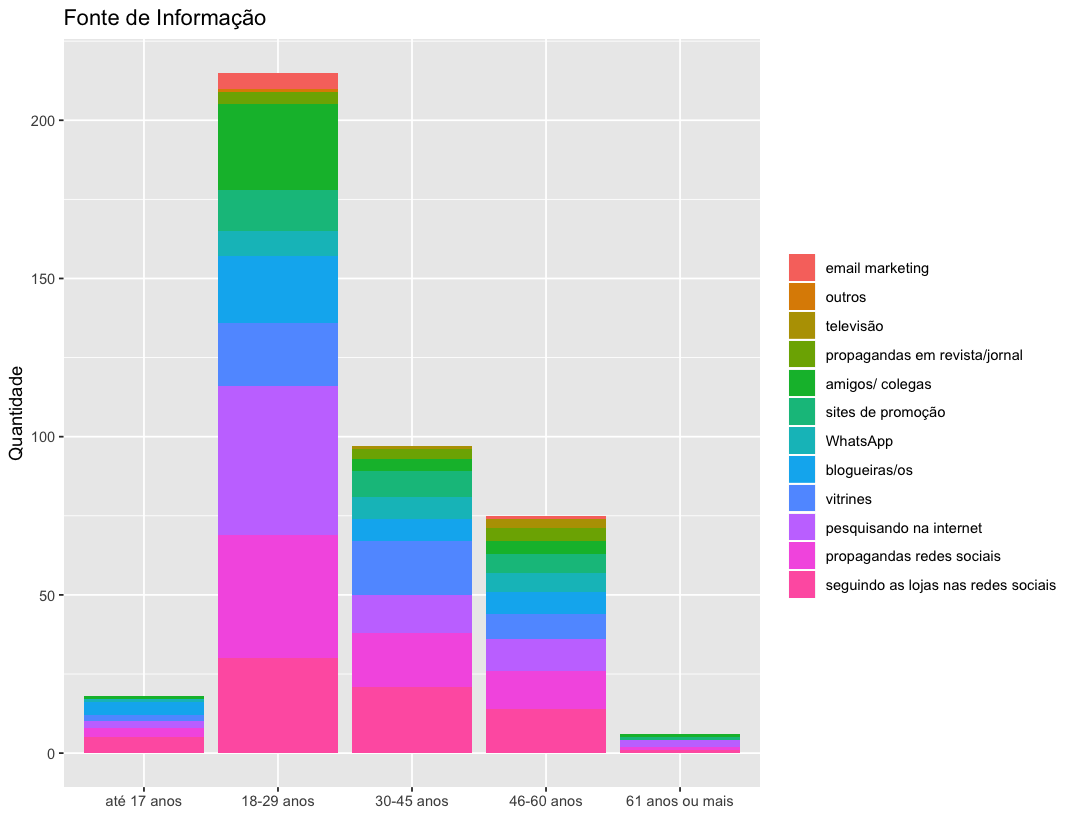 Fonte de Informação
Quantidade
200
150
100
50
0
até 17 anos
18-29 anos
30-45 anos
46-60 anos
61 anos ou mais
email marketing
outros
televisão
propagandas em revista/jornal
amigos/ colegas
sites de promoção
WhatsApp
blogueiras/os
vitrines
pesquisando na internet
propagandas redes sociais
seguindo as lojas nas redes sociais